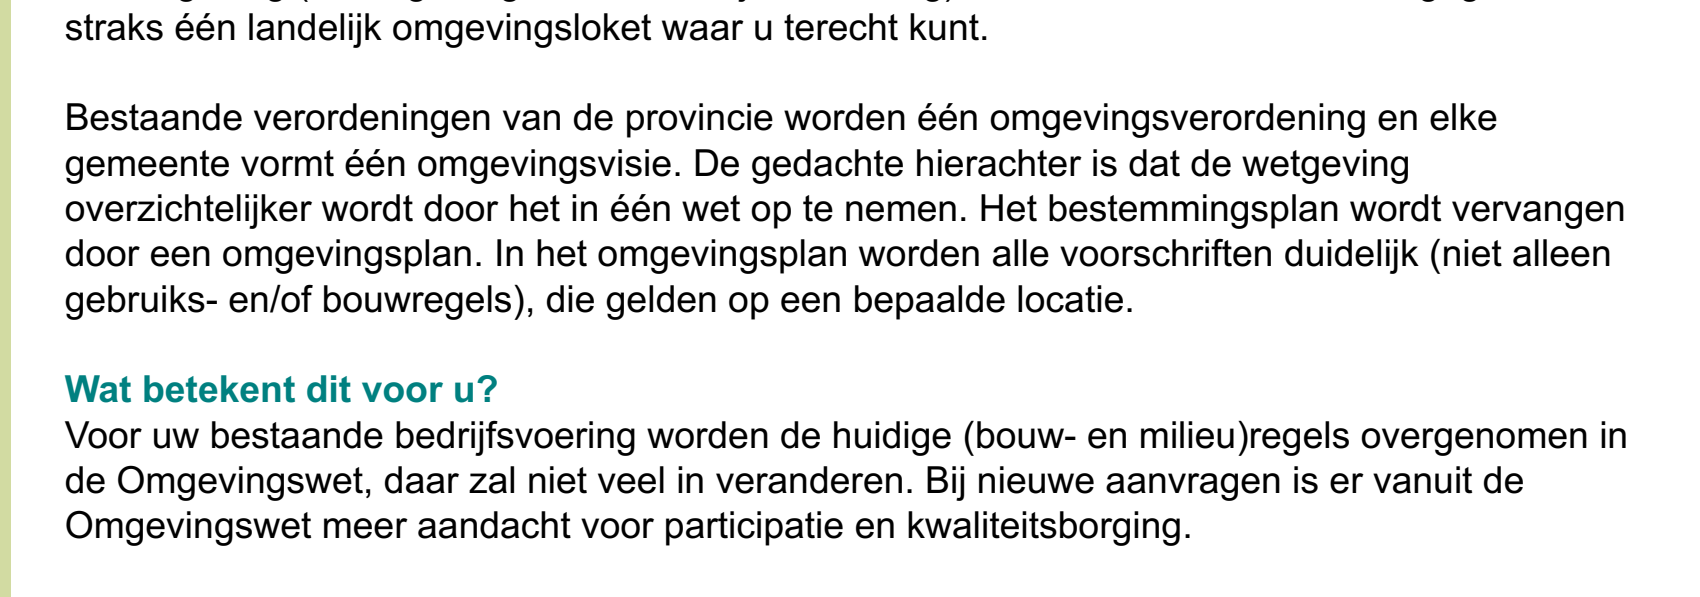 straks één landelijk omgevingsloket waar u terecht kunt.
Bestaande verordeningen van de provincie worden één omgevingsverordening en elke
gemeente vormt één omgevingsvisie. De gedachte hierachter is dat de wetgeving
overzichtelijker wordt door het in één wet op te nemen. Het bestemmingsplan wordt vervangen
door een omgevingsplan. In het omgevingsplan worden alle voorschriften duidelijk (niet alleen
gebruiks- en/of bouwregels), die gelden op een bepaalde locatie.
Wat betekent dit voor u?
Voor uw bestaande bedrijfsvoering worden de huidige (bouw- en milieu)regels overgenomen in
de Omgevingswet, daar zal niet veel in veranderen. Bij nieuwe aanvragen is er vanuit de
Omgevingswet meer aandacht voor participatie en kwaliteitsborging.